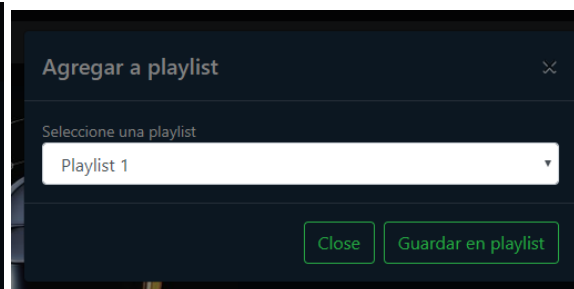 Agregar a playlist
Seleccione una playlist
Playlist 1
Close
Guardar en playlist